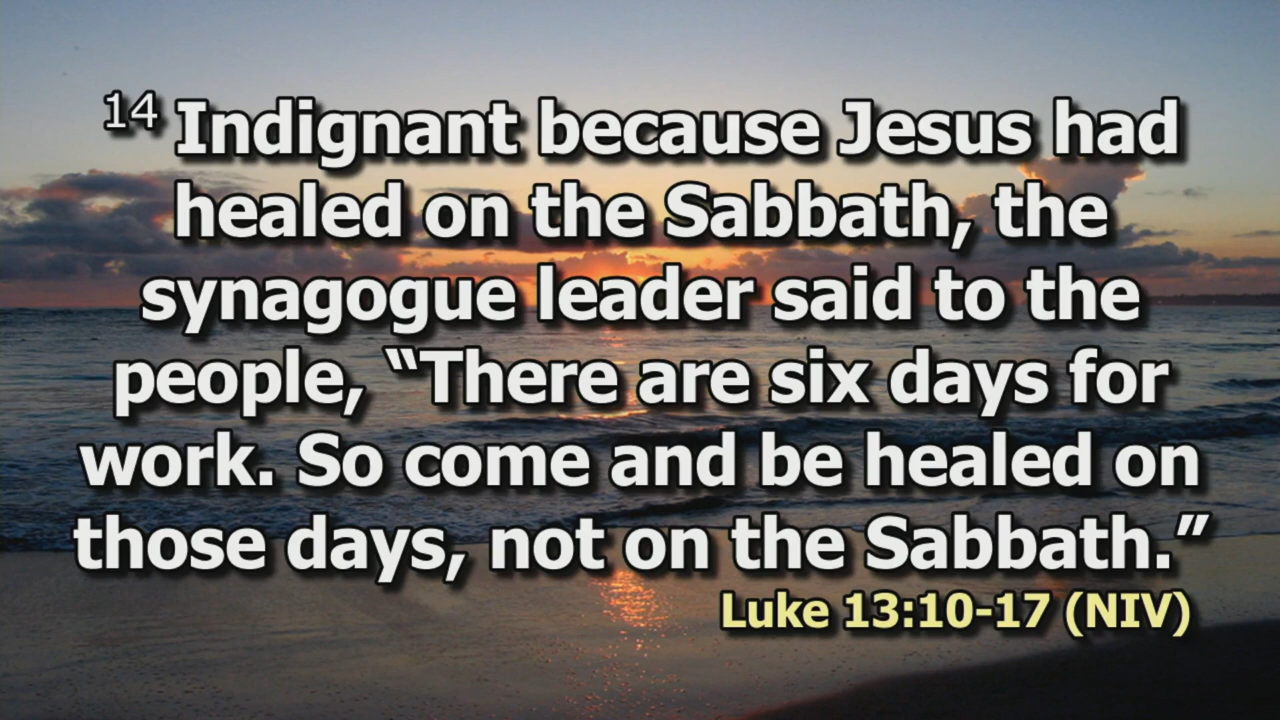 14 Indignant because Jesus had
healed on the Sabbath, the
synagogue leader said to the
people, “There are six days for
work. So come and be healed on
those days, not on the Sabbath.”
Luke 13:10-17 (NIV)